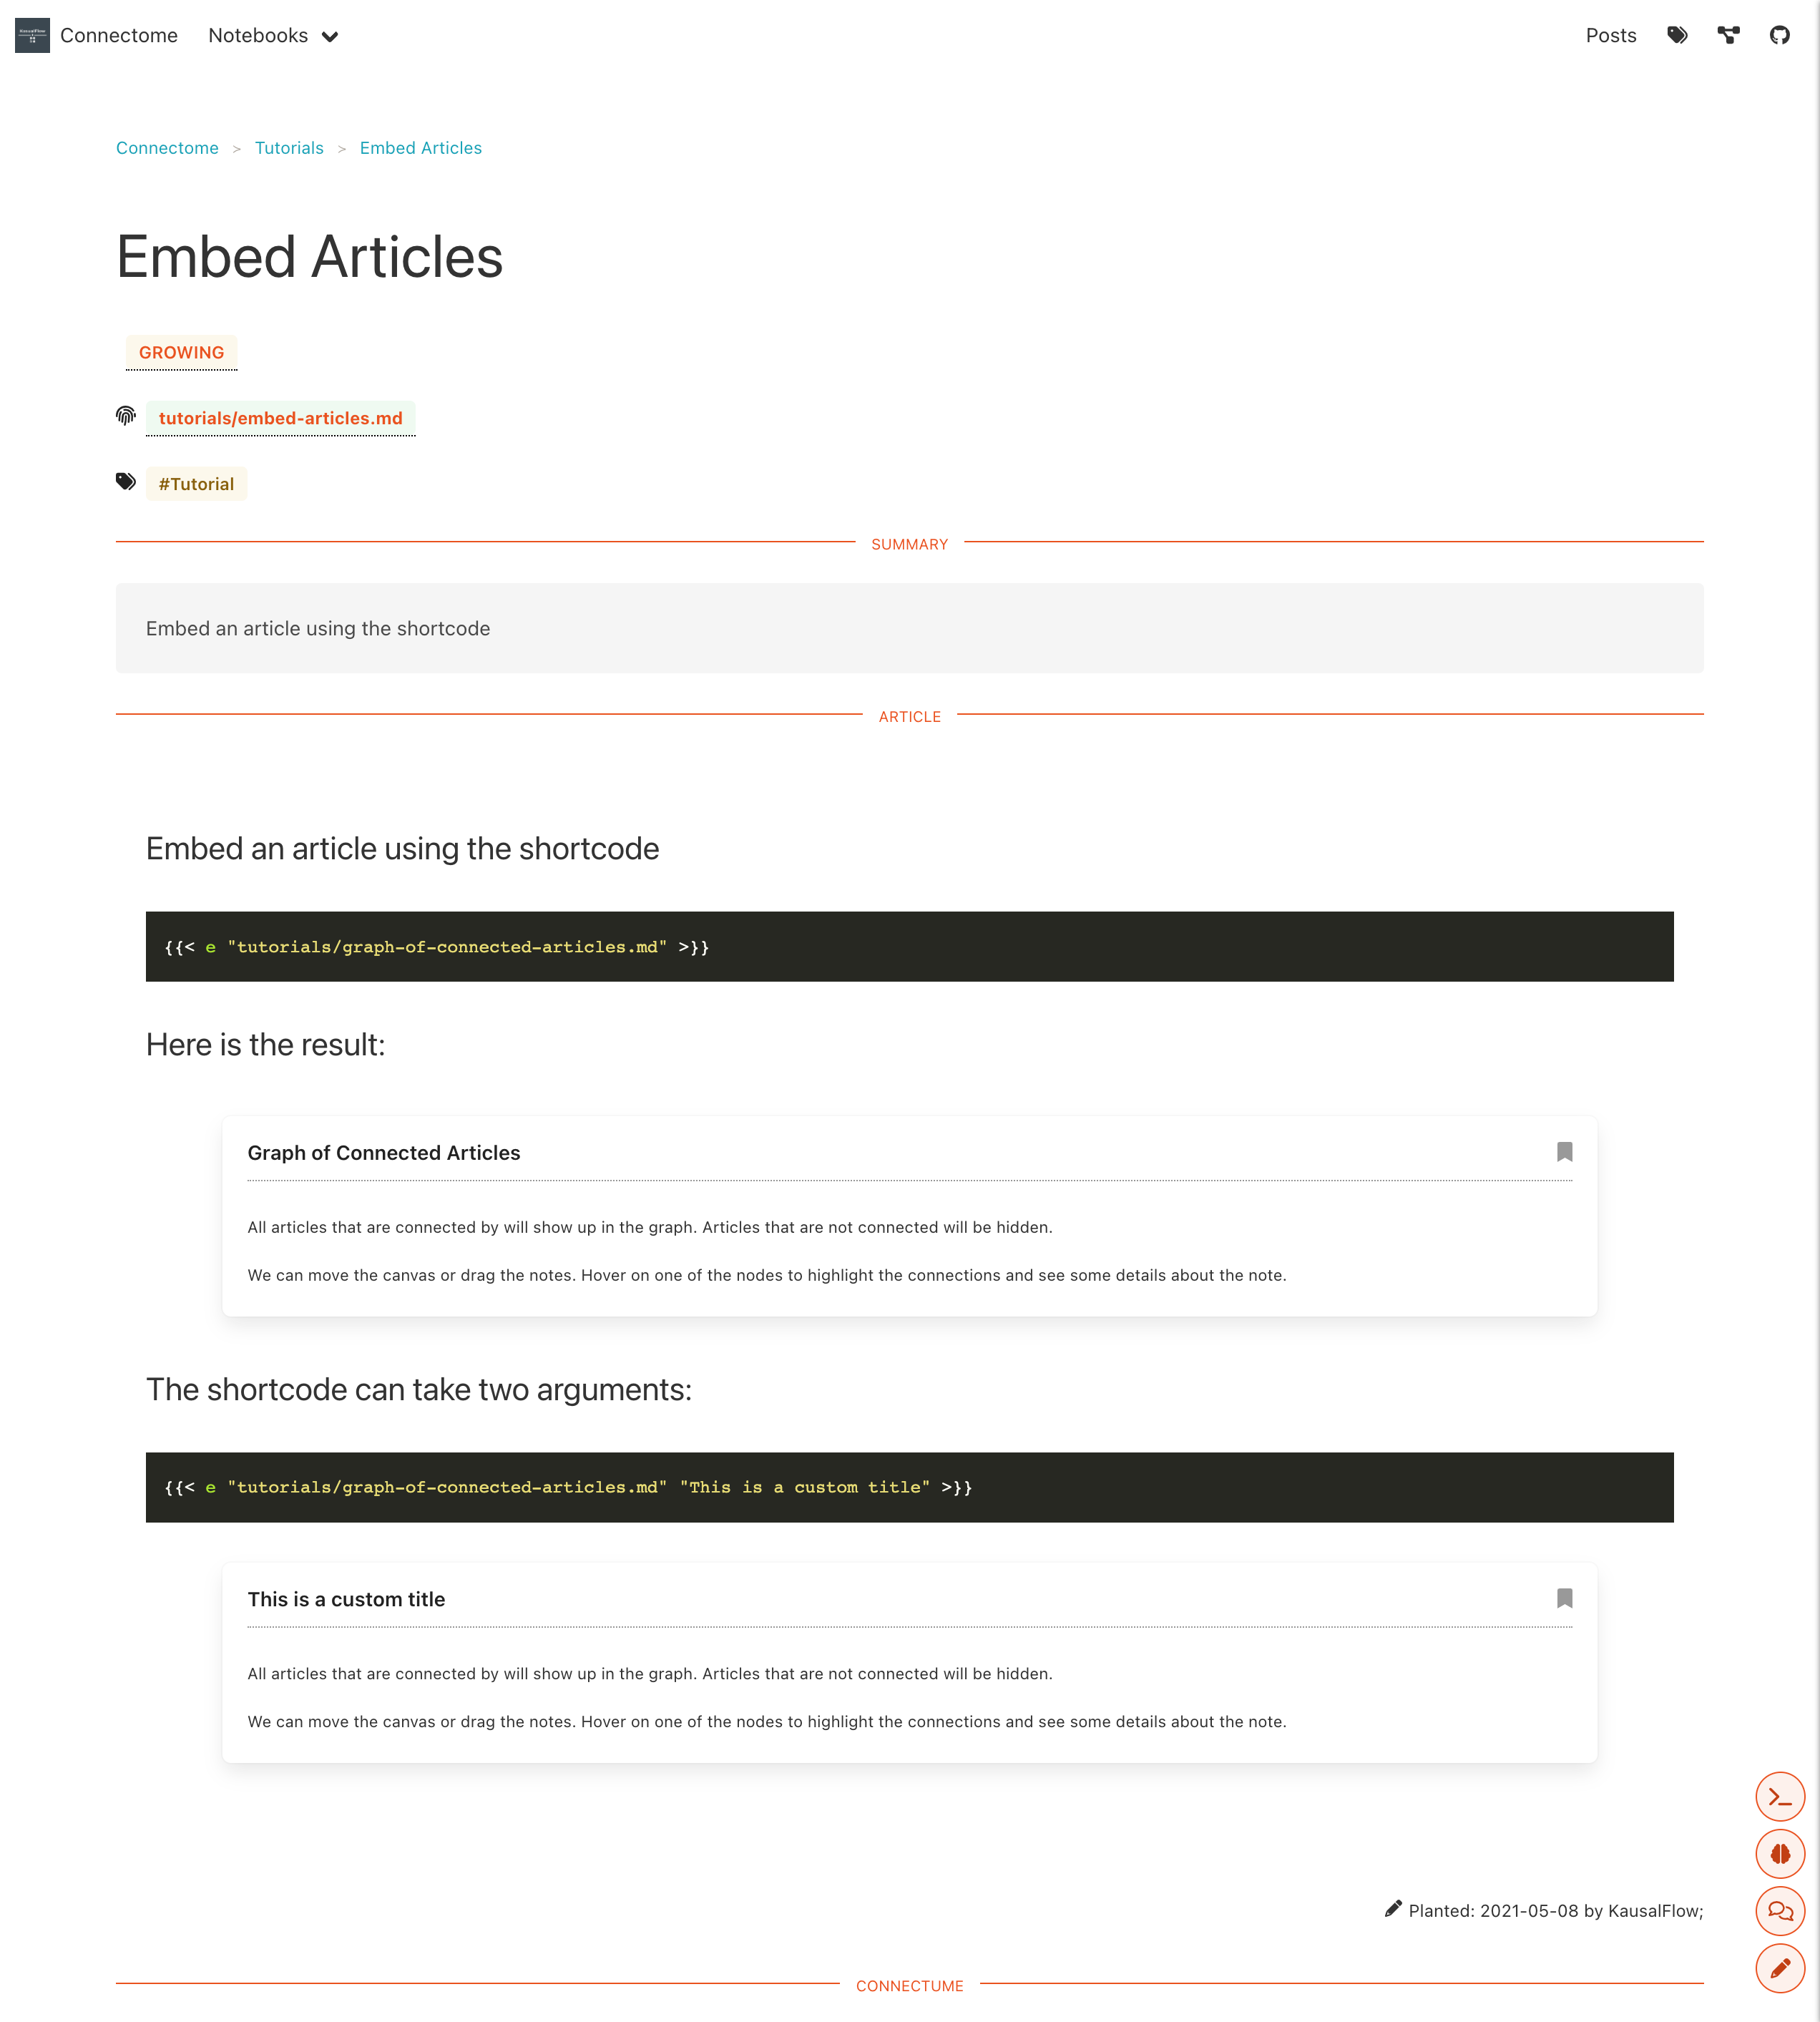 KausalFlow
Connectome Notebooks Posts
Connectome > Tutorials > Embed Articles
Embed Articles
GROWING
tutorials/embed-articles.md
#Tutorial
SUMMARY
Embed an article using the shortcode
ARTICLE
Embed an article using the shortcode
{{< e "tutorials/graph-of-connected-articles.md" >}}
Here is the result:
Graph of Connected Articles
All articles that are connected by will show up in the graph. Articles that are not connected will be hidden.
We can move the canvas or drag the notes. Hover on one of the nodes to highlight the connections and see some details about the note.
The shortcode can take two arguments:
{{< e "tutorials/graph-of-connected-articles.md" "This is a custom title" >}}
This is a custom title
All articles that are connected by will show up in the graph. Articles that are not connected will be hidden.
We can move the canvas or drag the notes. Hover on one of the nodes to highlight the connections and see some details about the note.
Planted: 2021-05-08 by KausalFlow;
CONNECTUME